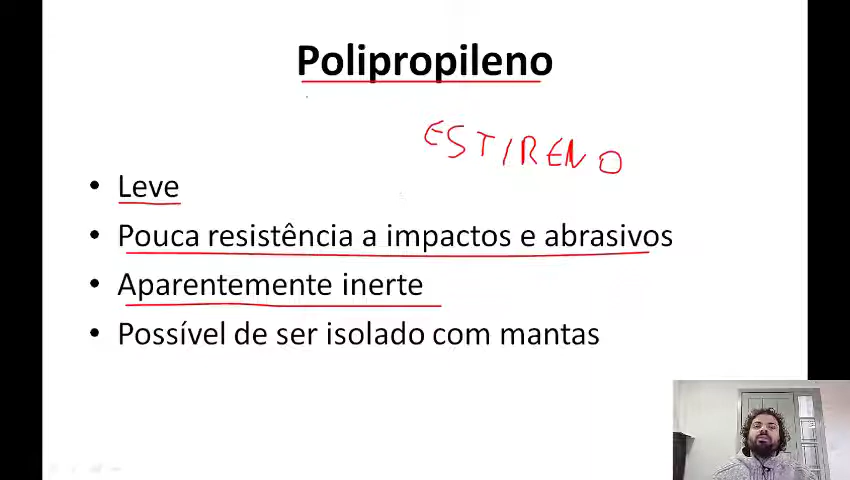 Polipropileno
ESTIRENO
• Leve
• Pouca resistência a impactos e abrasivos
• Aparentemente inerte
• Possível de ser isolado com mantas